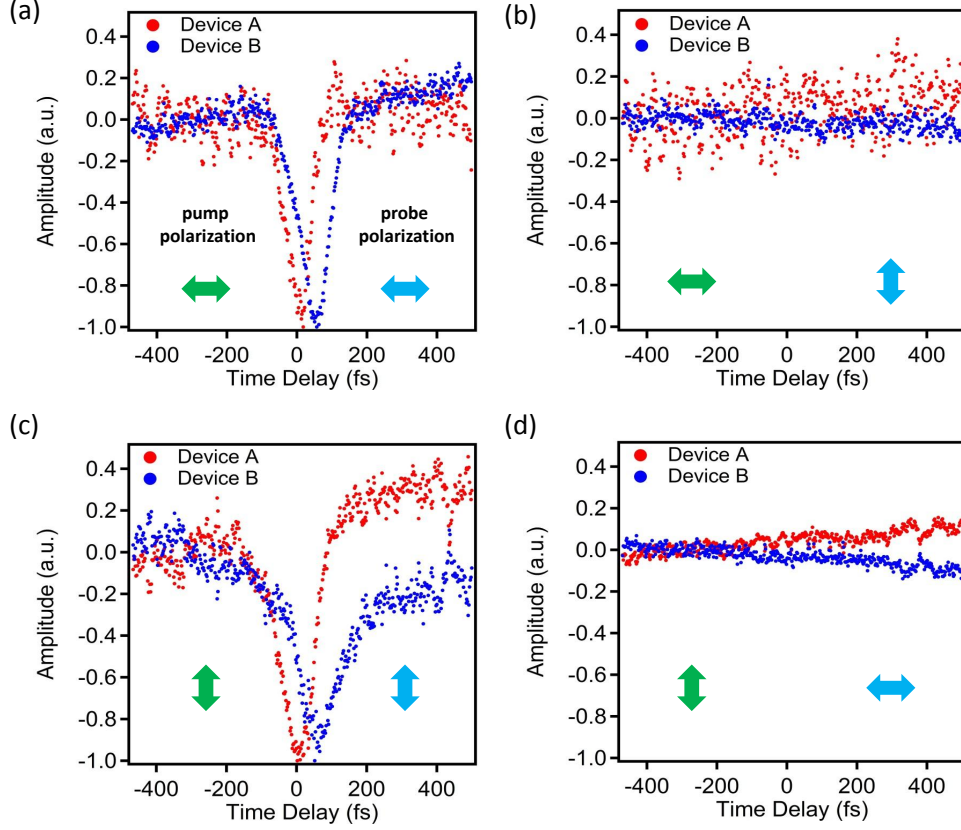 (a)
Device A
Device B
0.4
0.2
0.0
-0.2
-0.4
-0.6
-0.8
-1.0
Amplitude (a.u.)
pump
polarization
probe
polarization
-400
-200
0
200
400
Time Delay (fs)
(b)
Device A
Device B
0.4
0.2
0.0
-0.2
-0.4
-0.6
-0.8
-1.0
Amplitude (a.u.)
-400
-200
0
200
400
Time Delay (fs)
(c)
Device A
Device B
0.4
0.2
0.0
-0.2
-0.4
-0.6
-0.8
-1.0
Amplitude (a.u.)
-400
-200
0
200
400
Time Delay (fs)
(d)
Device A
Device B
0.4
0.2
0.0
-0.2
-0.4
-0.6
-0.8
-1.0
Amplitude (a.u.)
-400
-200
0
200
400
Time Delay (fs)